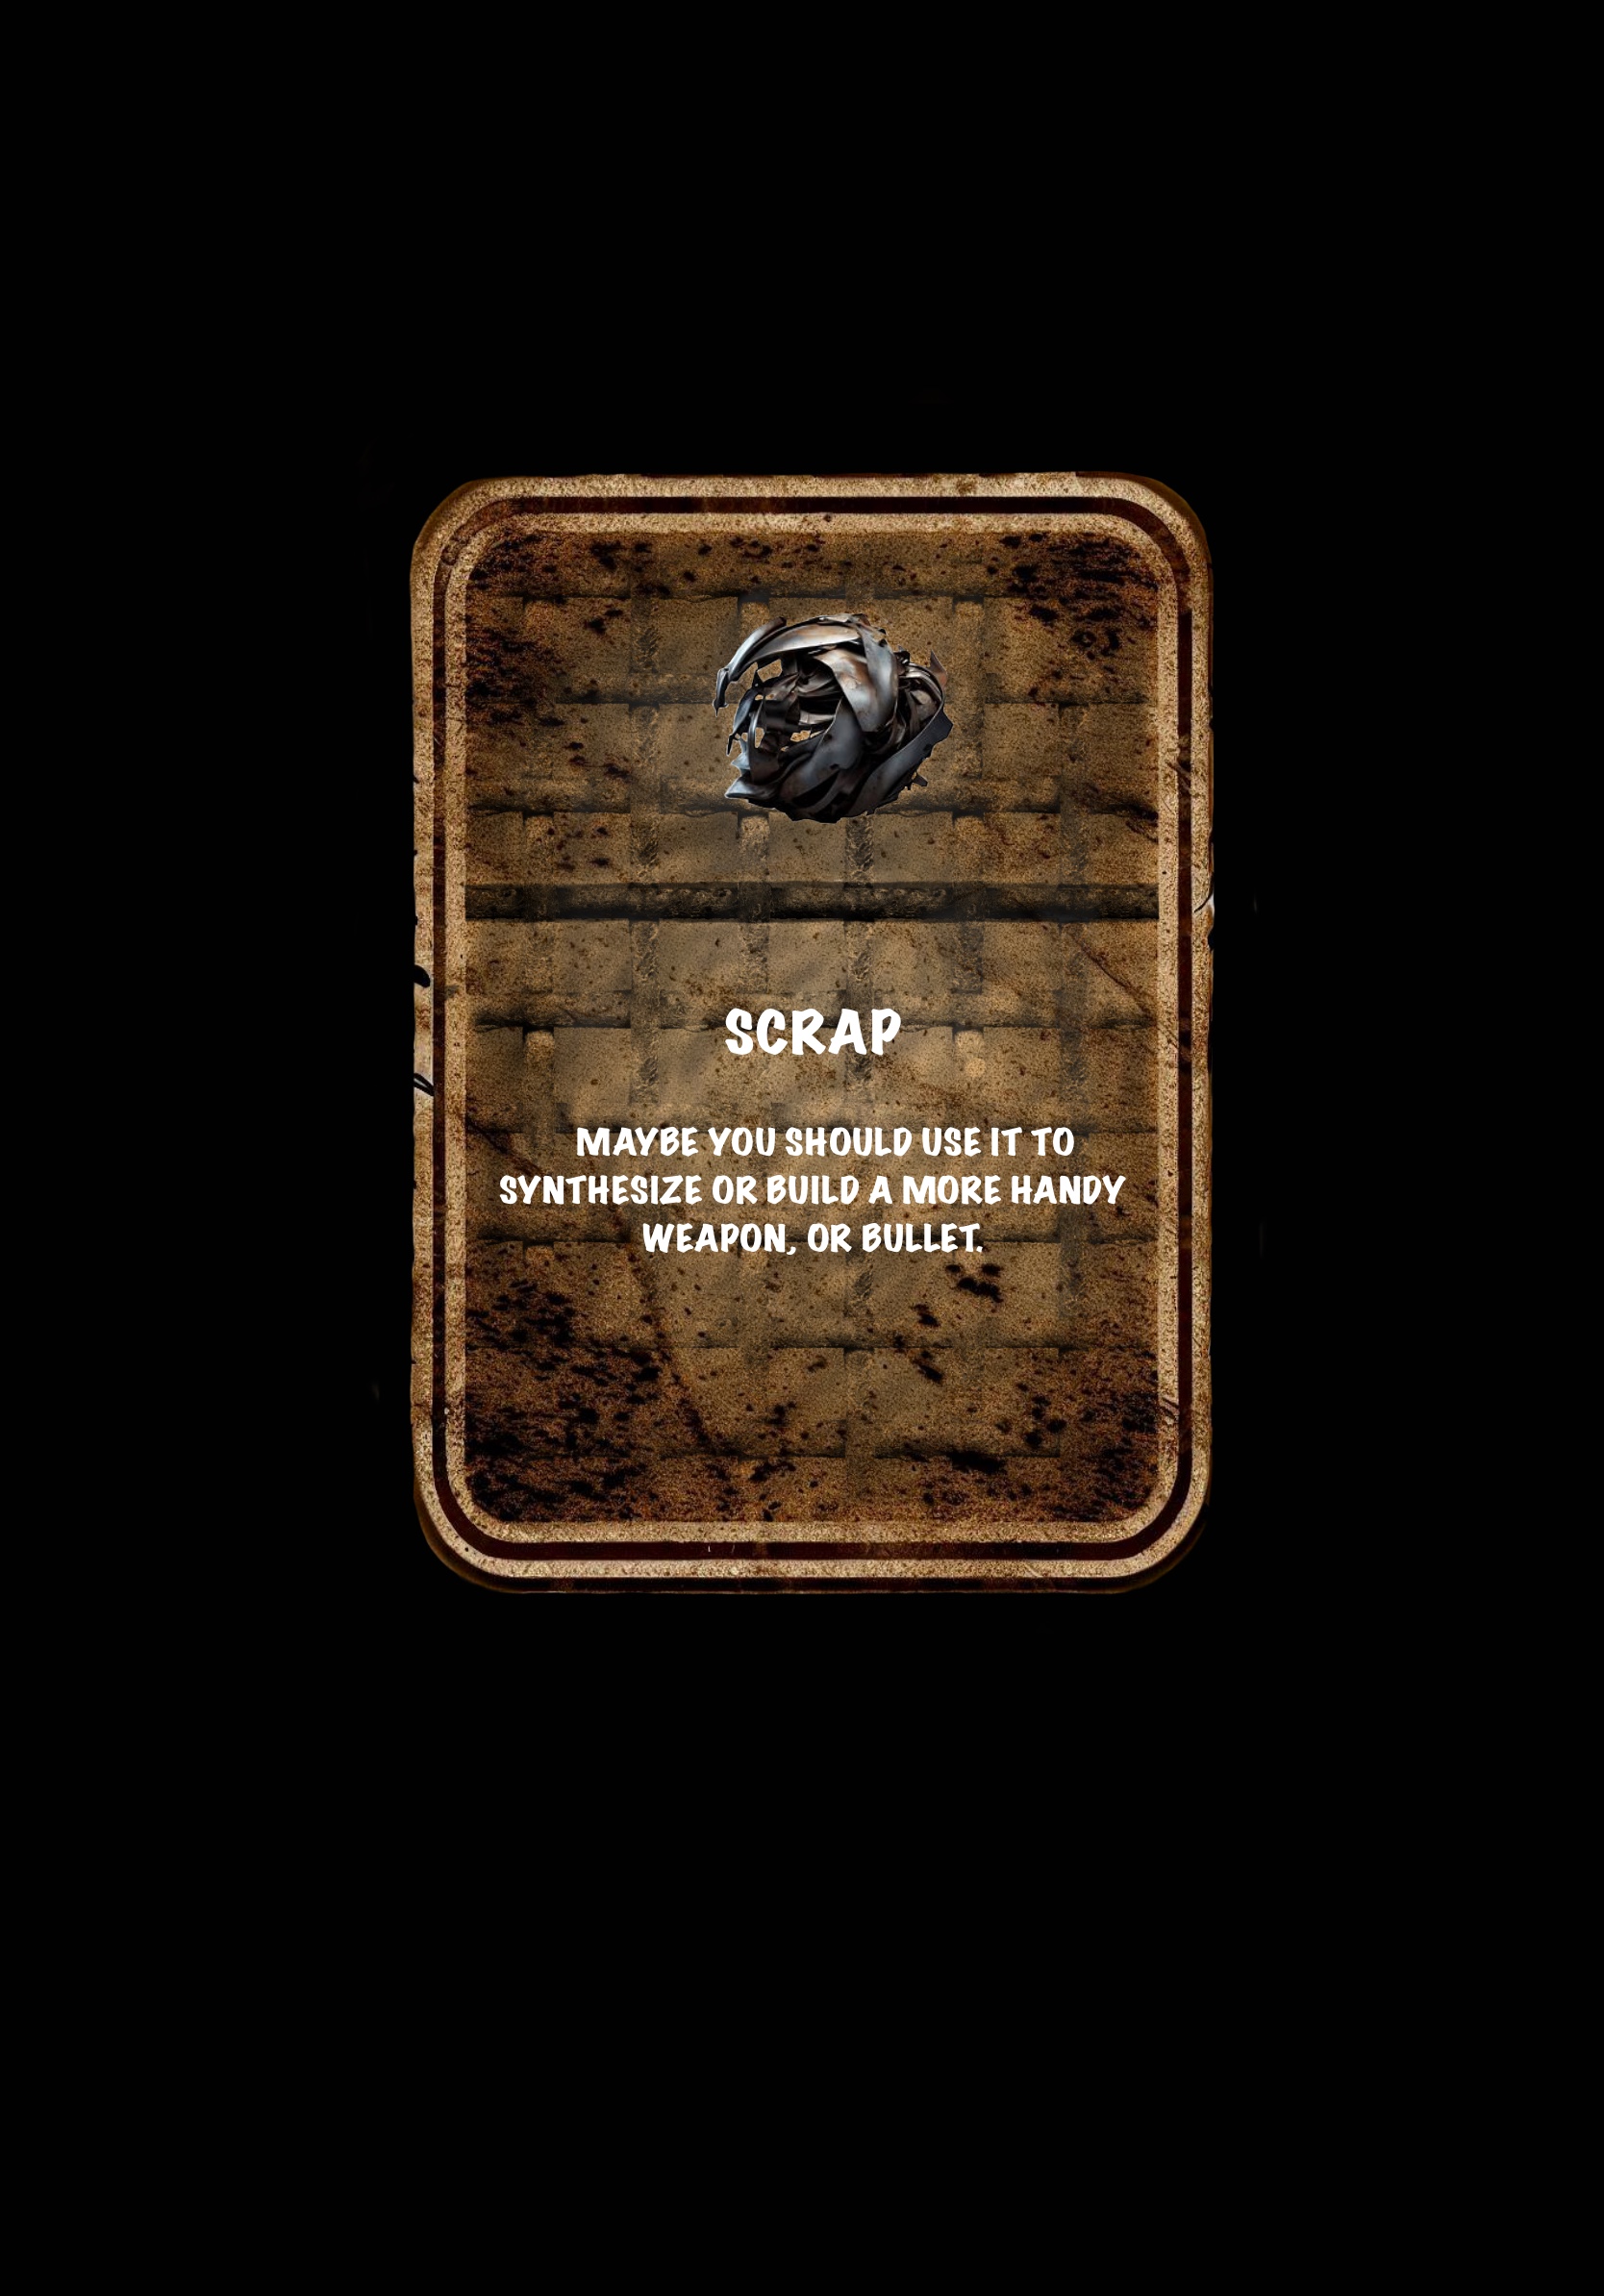 SCRAP
MAYBE YOU SHOULD USE IT TO
SYNTHESIZE OR BUILD A MORE HANDY
WEAPON, OR BULLET.